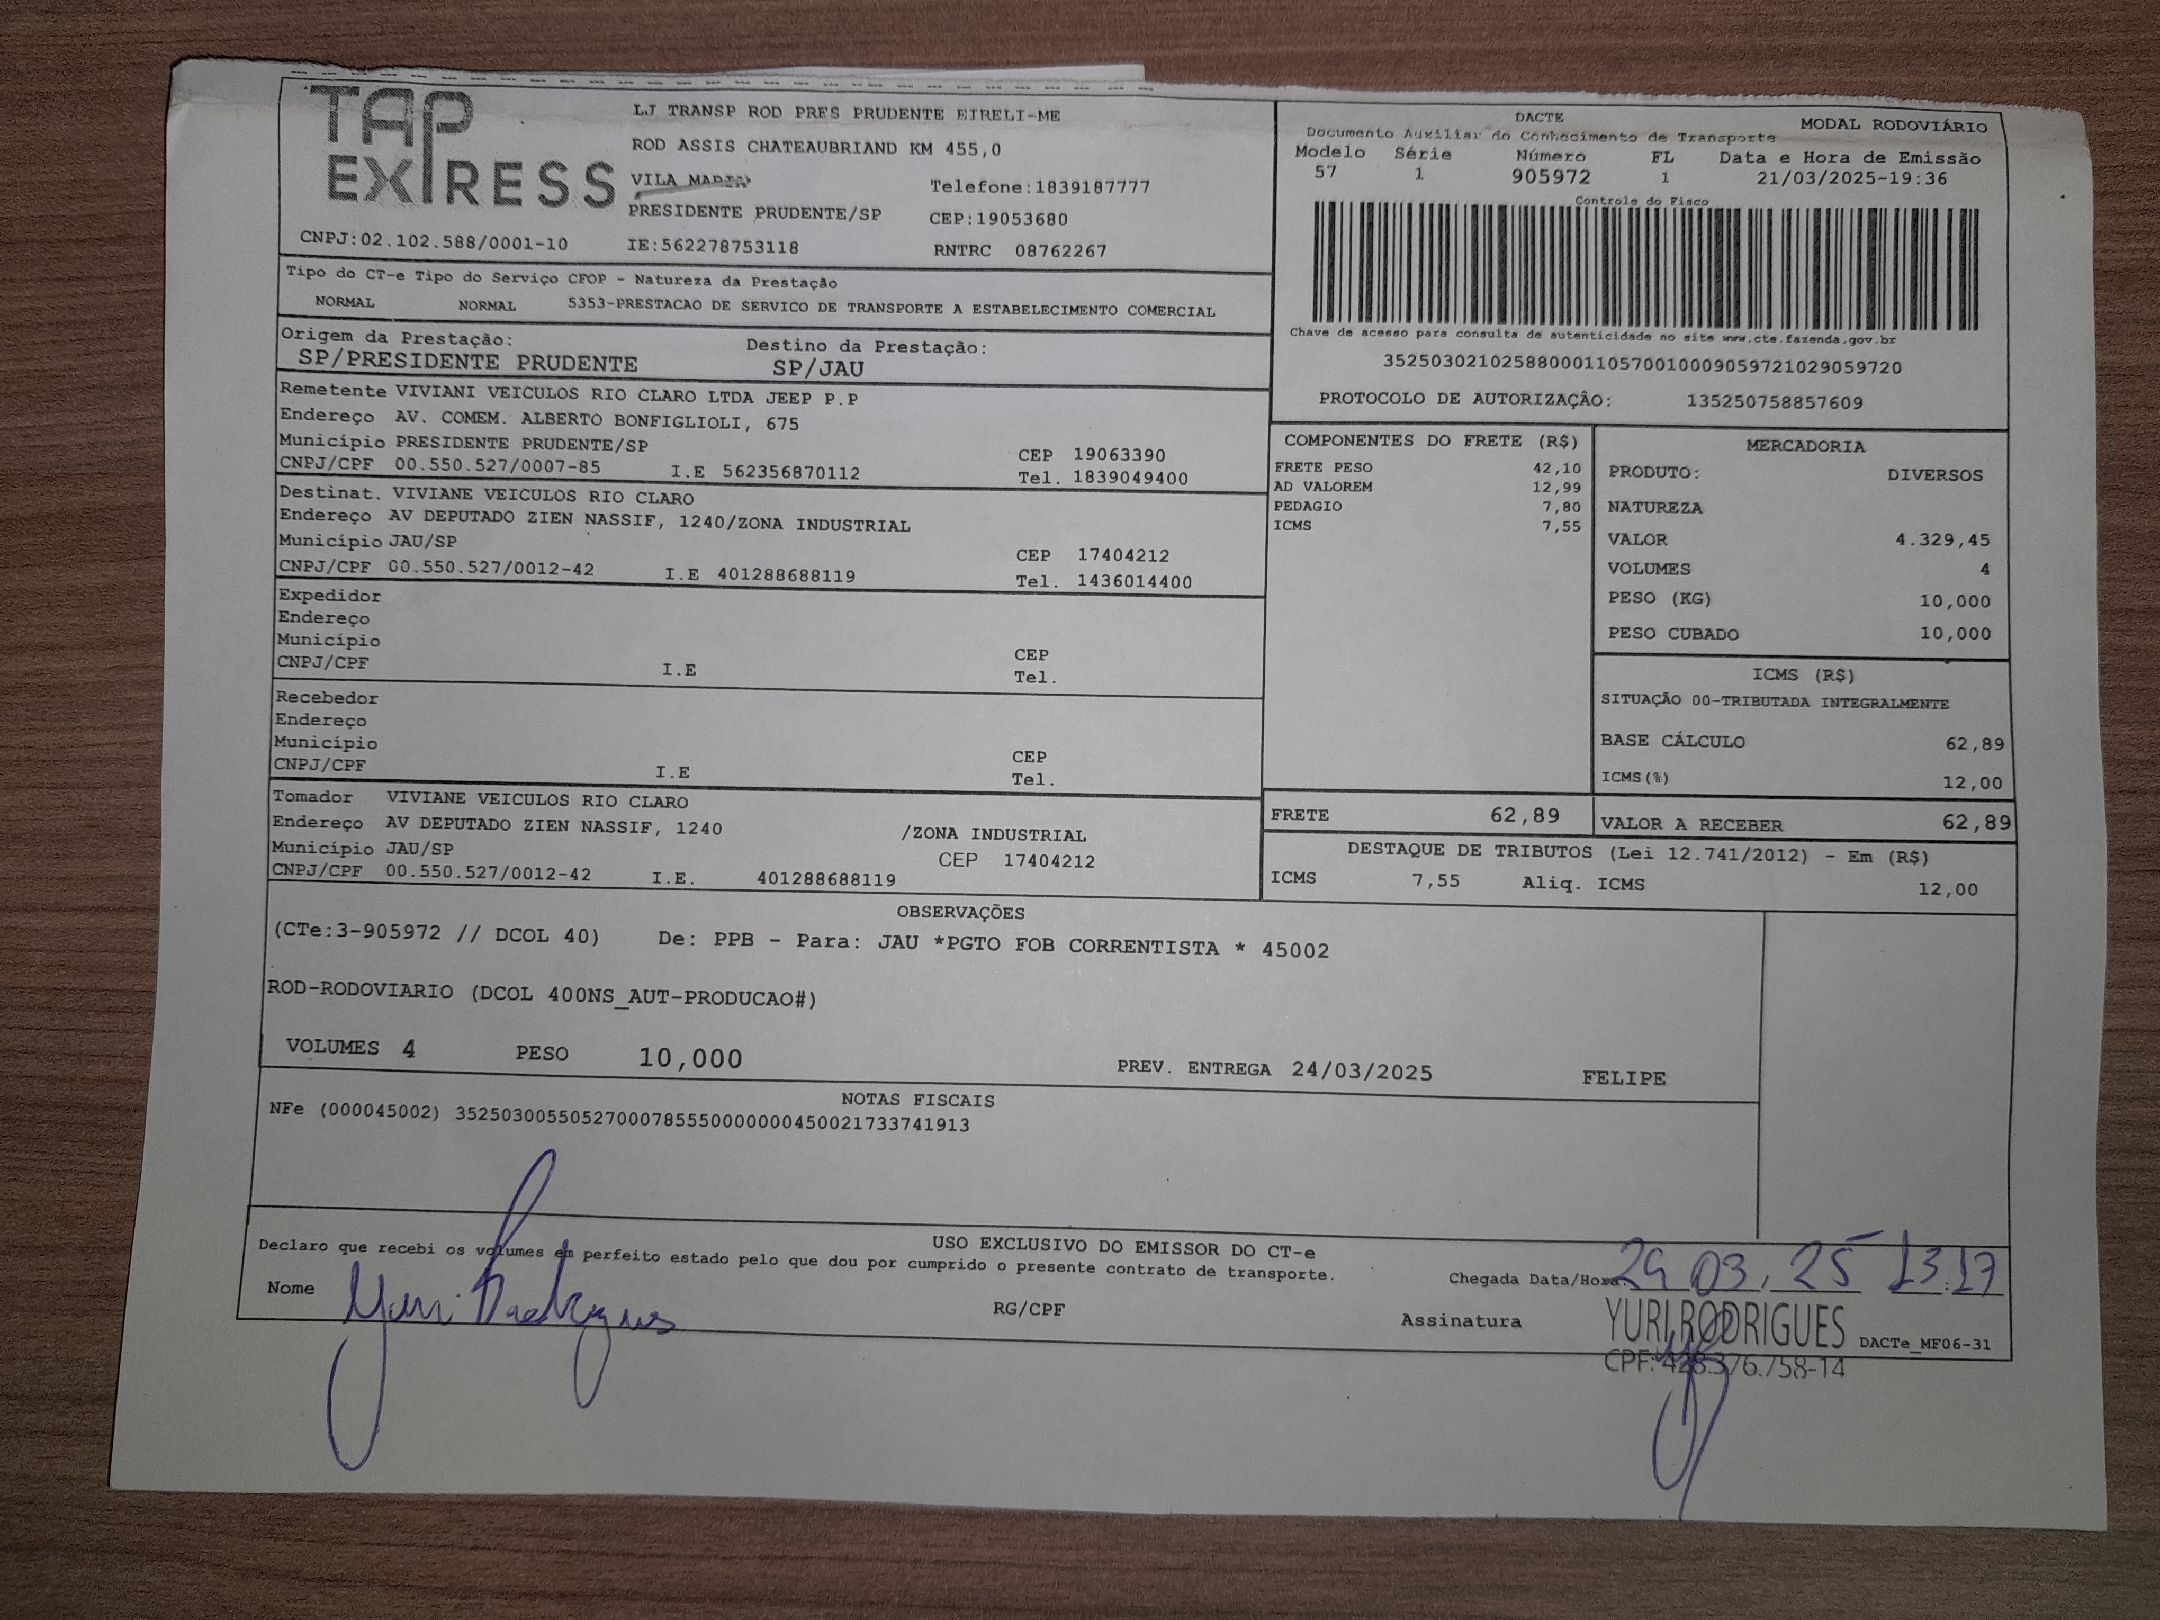 TAP EXPRESS
LJ TRANSP ROD PRES PRUDENTE EIRELI-ME
ROD ASSIS CHATEAUBRIAND KM 455,0
VILA MARIA Telefone:1839187777
PRESIDENTE PRUDENTE/SP CEP:19053680
CNPJ:02.102.588/0001-10 IE:562278753118 RNTRC 08762267
DACTE MODAL RODOVIÁRIO
Documento Auxiliar do Conhecimento de Transporte
Modelo Série Número FL Data e Hora de Emissão
57 1 905972 1 21/03/2025-19:36
Controle do Fisco
Chave de acesso para consulta de autenticidade no site www.cte.fazenda.gov.br
35250302102588000110570010009059721029059720
PROTOCOLO DE AUTORIZAÇÃO: 135250758857609
Tipo do CT-e Tipo do Serviço CFOP - Natureza da Prestação
NORMAL NORMAL 5353-PRESTACAO DE SERVICO DE TRANSPORTE A ESTABELECIMENTO COMERCIAL
Origem da Prestação: Destino da Prestação:
SP/PRESIDENTE PRUDENTE SP/JAU
Remetente VIVIANI VEICULOS RIO CLARO LTDA JEEP P.P
Endereço AV. COMEM. ALBERTO BONFIGLIOLI, 675
Município PRESIDENTE PRUDENTE/SP CEP 19063390
CNPJ/CPF 00.550.527/0007-85 I.E 562356870112 Tel. 1839049400
Destinat. VIVIANE VEICULOS RIO CLARO
Endereço AV DEPUTADO ZIEN NASSIF, 1240/ZONA INDUSTRIAL
Município JAU/SP CEP 17404212
CNPJ/CPF 00.550.527/0012-42 I.E 401288688119 Tel. 1436014400
Expedidor
Endereço
Município CEP
CNPJ/CPF I.E Tel.
Recebedor
Endereço
Município CEP
CNPJ/CPF I.E Tel.
Tomador VIVIANE VEICULOS RIO CLARO
Endereço AV DEPUTADO ZIEN NASSIF, 1240 /ZONA INDUSTRIAL
Município JAU/SP CEP 17404212
CNPJ/CPF 00.550.527/0012-42 I.E. 401288688119
COMPONENTES DO FRETE (R$)
FRETE PESO 42,10
AD VALOREM 12,99
PEDAGIO 7,80
ICMS 7,55
MERCADORIA
PRODUTO: DIVERSOS
NATUREZA
VALOR 4.329,45
VOLUMES 4
PESO (KG) 10,000
PESO CUBADO 10,000
ICMS (R$)
SITUAÇÃO 00-TRIBUTADA INTEGRALMENTE
BASE CÁLCULO 62,89
ICMS(%) 12,00
FRETE 62,89 VALOR A RECEBER 62,89
DESTAQUE DE TRIBUTOS (Lei 12.741/2012) - Em (R$)
ICMS 7,55 Aliq. ICMS 12,00
OBSERVAÇÕES
(CTe:3-905972 // DCOL 40) De: PPB - Para: JAU *PGTO FOB CORRENTISTA * 45002
ROD-RODOVIARIO (DCOL 400NS_AUT-PRODUCAO#)
VOLUMES 4 PESO 10,000 PREV. ENTREGA 24/03/2025 FELIPE
NOTAS FISCAIS
NFe (000045002) 35250300550527000785550000000450021733741913
USO EXCLUSIVO DO EMISSOR DO CT-e
Declaro que recebi os volumes em perfeito estado pelo que dou por cumprido o presente contrato de transporte.
Chegada Data/Hora: 24 03. 25 13:17
Nome Yuri Rodrigues RG/CPF Assinatura
YURI RODRIGUES
CPF: 428.376.758-14
DACTe_MF06-31